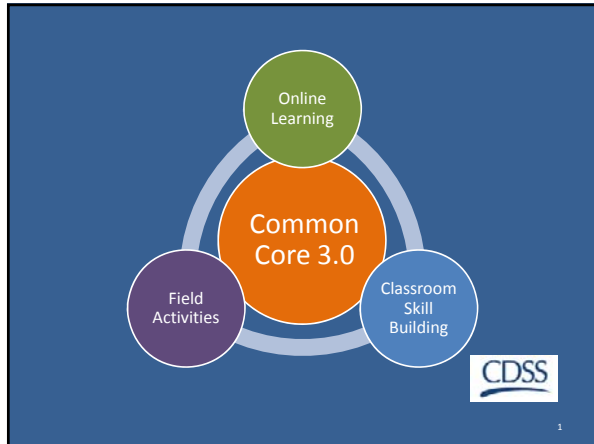 Online
Learning
Common
Core 3.0
Field
Activities
Classroom
Skill
Building
CDSS
1